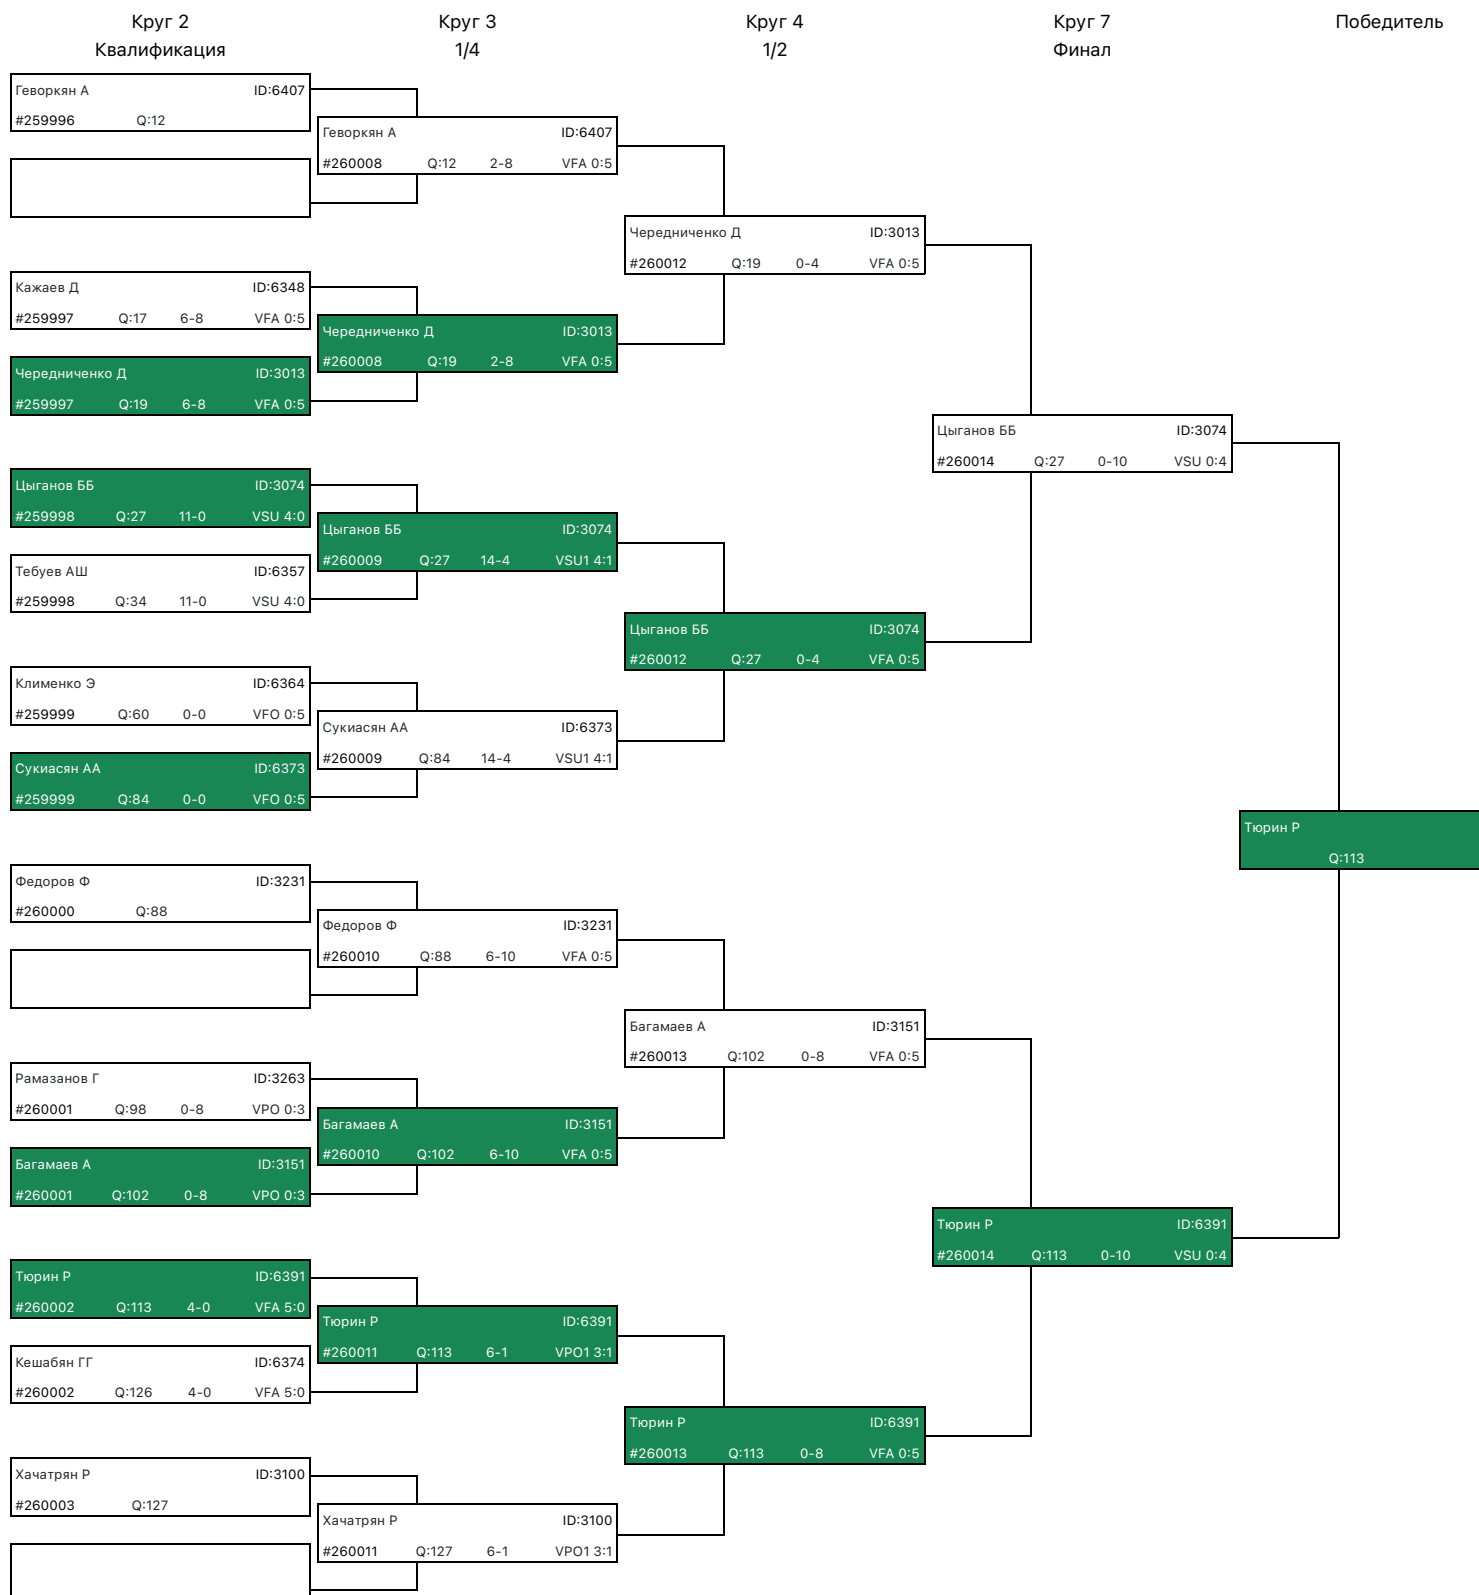 Круг 2
Квалификация
Круг 3
1/4
Круг 4
1/2
Круг 7
Финал
Победитель
Геворкян А ID:6407
#259996 Q:12
Кажаев Д ID:6348
#259997 Q:17 6-8 VFA 0:5
Чередниченко Д ID:3013
#259997 Q:19 6-8 VFA 0:5
Цыганов ББ ID:3074
#259998 Q:27 11-0 VSU 4:0
Тебуев АШ ID:6357
#259998 Q:34 11-0 VSU 4:0
Клименко Э ID:6364
#259999 Q:60 0-0 VFO 0:5
Сукиасян АА ID:6373
#259999 Q:84 0-0 VFO 0:5
Федоров Ф ID:3231
#260000 Q:88
Рамазанов Г ID:3263
#260001 Q:98 0-8 VPO 0:3
Багамаев А ID:3151
#260001 Q:102 0-8 VPO 0:3
Тюрин Р ID:6391
#260002 Q:113 4-0 VFA 5:0
Кешабян ГГ ID:6374
#260002 Q:126 4-0 VFA 5:0
Хачатрян Р ID:3100
#260003 Q:127
Геворкян А ID:6407
#260008 Q:12 2-8 VFA 0:5
Чередниченко Д ID:3013
#260008 Q:19 2-8 VFA 0:5
Цыганов ББ ID:3074
#260009 Q:27 14-4 VSU1 4:1
Сукиасян АА ID:6373
#260009 Q:84 14-4 VSU1 4:1
Федоров Ф ID:3231
#260010 Q:88 6-10 VFA 0:5
Багамаев А ID:3151
#260010 Q:102 6-10 VFA 0:5
Тюрин Р ID:6391
#260011 Q:113 6-1 VPO1 3:1
Хачатрян Р ID:3100
#260011 Q:127 6-1 VPO1 3:1
Чередниченко Д ID:3013
#260012 Q:19 0-4 VFA 0:5
Цыганов ББ ID:3074
#260012 Q:27 0-4 VFA 0:5
Багамаев А ID:3151
#260013 Q:102 0-8 VFA 0:5
Тюрин Р ID:6391
#260013 Q:113 0-8 VFA 0:5
Цыганов ББ ID:3074
#260014 Q:27 0-10 VSU 0:4
Тюрин Р ID:6391
#260014 Q:113 0-10 VSU 0:4
Тюрин Р
Q:113